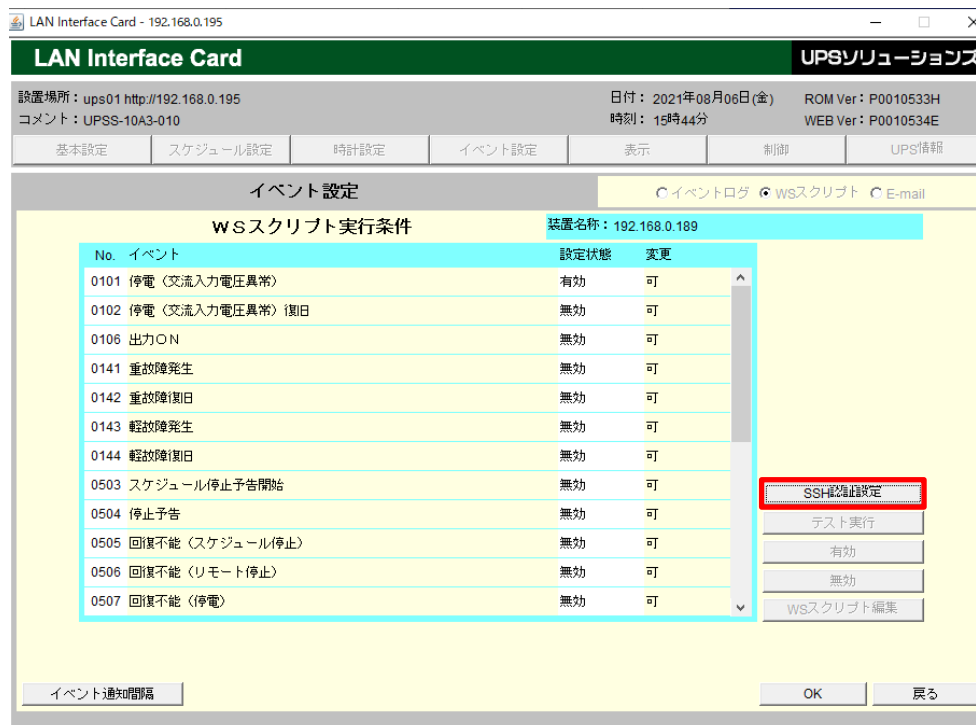 LAN Interface Card - 192.168.0.195
LAN Interface Card UPSソリューションズ
設置場所：ups01 http://192.168.0.195 日付： 2021年08月06日(金) ROM Ver：P0010533H
コメント：UPSS-10A3-010 時刻： 15時44分 WEB Ver：P0010534E
基本設定 スケジュール設定 時計設定 イベント設定 表示 制御 UPS情報
イベント設定 イベントログ WSスクリプト E-mail
ＷＳスクリプト実行条件 装置名称：192.168.0.189
No. イベント 設定状態 変更
0101 停電（交流入力電圧異常） 有効 可
0102 停電（交流入力電圧異常）復旧 無効 可
0106 出力ＯＮ 無効 可
0141 重故障発生 無効 可
0142 重故障復旧 無効 可
0143 軽故障発生 無効 可
0144 軽故障復旧 無効 可
0503 スケジュール停止予告開始 無効 可
SSH認証設定
0504 停止予告 無効 可
テスト実行
0505 回復不能（スケジュール停止） 無効 可
有効
0506 回復不能（リモート停止） 無効 可
無効
0507 回復不能（停電） 無効 可
WSスクリプト編集
イベント通知間隔 OK 戻る